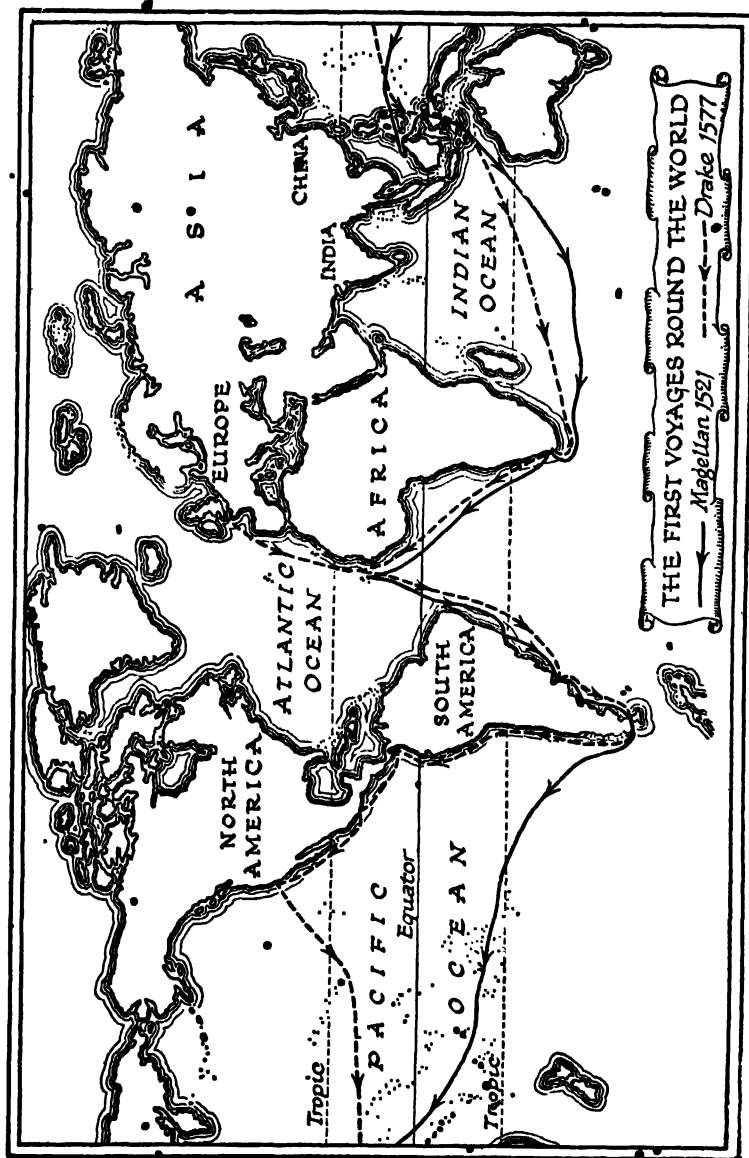 THE FIRST VOYAGES ROUND THE WORLD
Magellan 1521 Drake 1577
NORTH
AMERICA
ATLANTIC
OCEAN
EUROPE
ASIA
CHINA
INDIA
AFRICA
INDIAN
OCEAN
SOUTH
AMERICA
PACIFIC
OCEAN
Tropic
Equator
Tropic